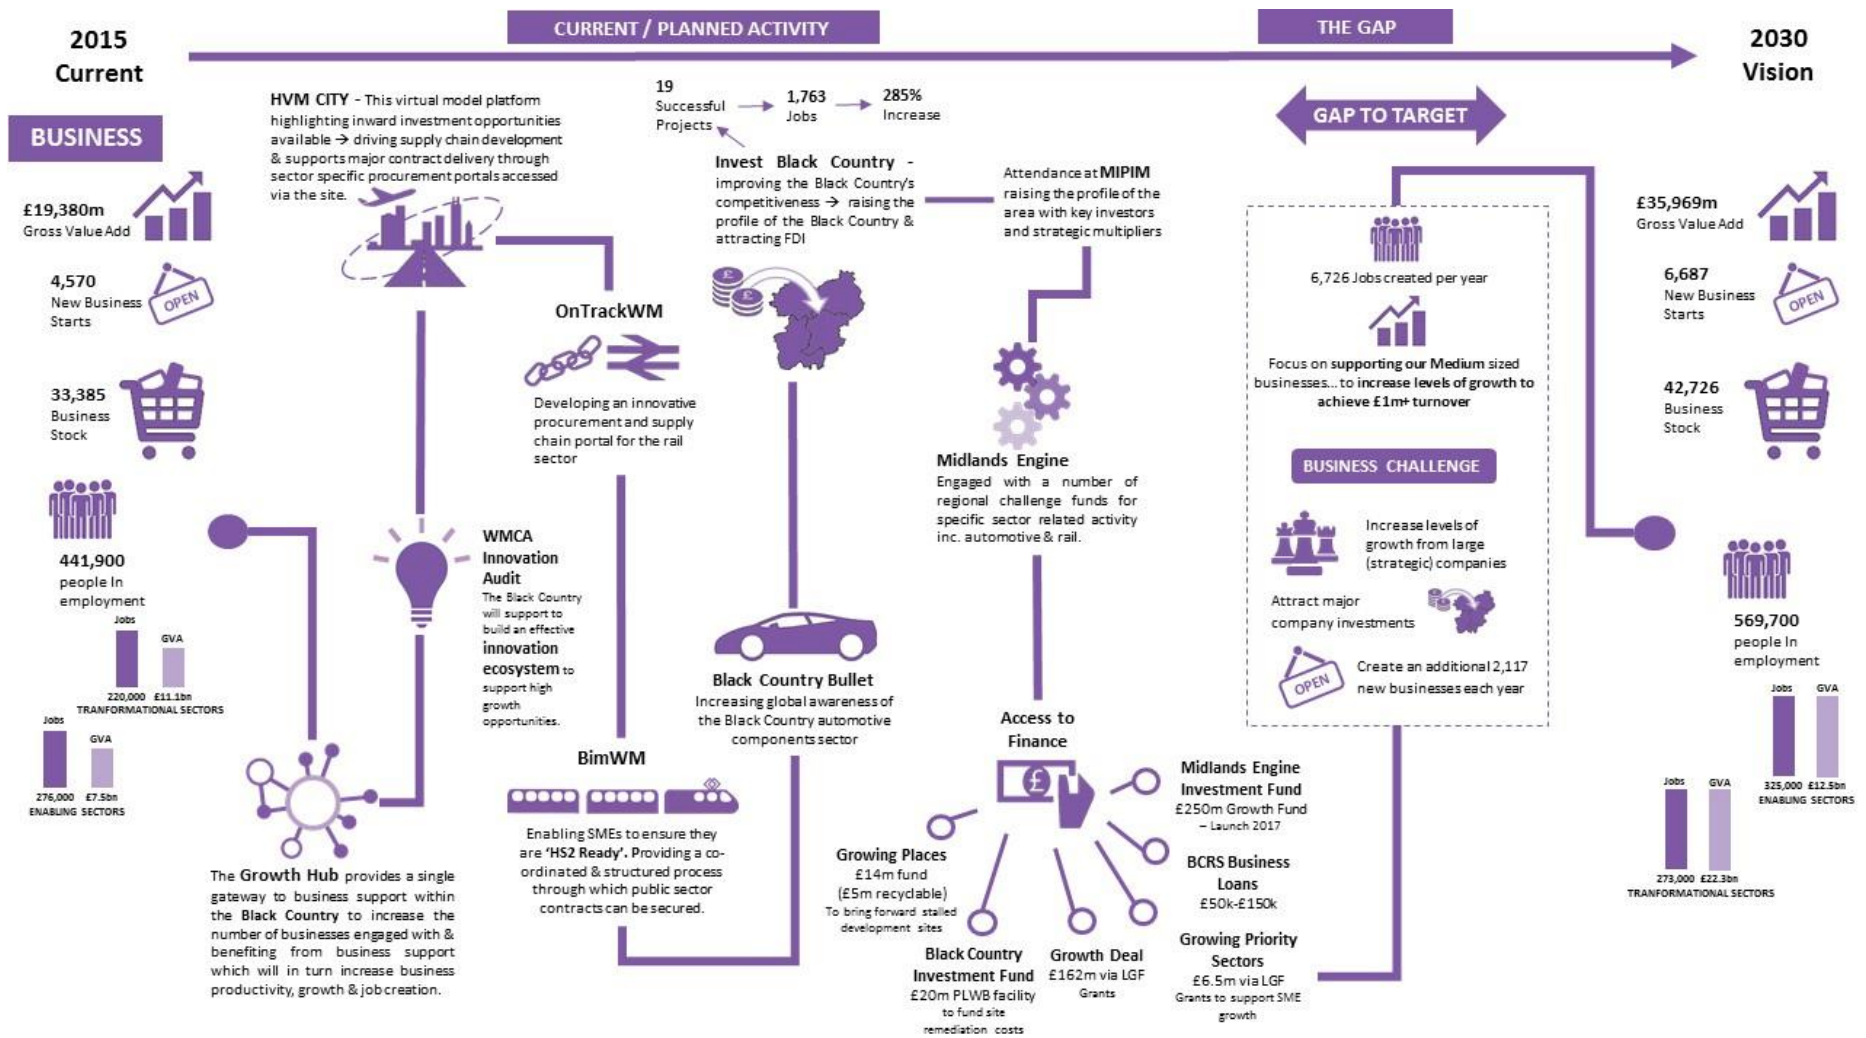 2015
Current
CURRENT / PLANNED ACTIVITY
THE GAP
2030
Vision
BUSINESS
£19,380m
Gross Value Add
4,570
New Business
Starts
OPEN
33,385
Business
Stock
441,900
people In
employment
Jobs
GVA
220,000 £11.1bn
TRANFORMATIONAL SECTORS
Jobs
GVA
276,000 £7.5bn
ENABLING SECTORS
HVM CITY - This virtual model platform
highlighting inward investment opportunities
available → driving supply chain development
& supports major contract delivery through
sector specific procurement portals accessed
via the site.
The Growth Hub provides a single
gateway to business support within
the Black Country to increase the
number of businesses engaged with &
benefiting from business support
which will in turn increase business
productivity, growth & job creation.
WMCA
Innovation
Audit
The Black Country
will support to
build an effective
innovation
ecosystem to
support high
growth
opportunities.
OnTrackWM
Developing an innovative
procurement and supply
chain portal for the rail
sector
BimWM
Enabling SMEs to ensure they
are 'HS2 Ready'. Providing a co-
ordinated & structured process
through which public sector
contracts can be secured.
19
Successful
Projects
1,763
Jobs
285%
Increase
Invest Black Country -
improving the Black Country's
competitiveness → raising the
profile of the Black Country &
attracting FDI
£
£
Black Country Bullet
Increasing global awareness of
the Black Country automotive
components sector
Attendance at MIPIM
raising the profile of the
area with key investors
and strategic multipliers
Midlands Engine
Engaged with a number of
regional challenge funds for
specific sector related activity
inc. automotive & rail.
Access to
Finance
£
Growing Places
£14m fund
(£5m recyclable)
To bring forward stalled
development sites
Black Country
Investment Fund
£20m PLWB facility
to fund site
remediation costs
Growth Deal
£162m via LGF
Grants
Midlands Engine
Investment Fund
£250m Growth Fund
– Launch 2017
BCRS Business
Loans
£50k-£150k
Growing Priority
Sectors
£6.5m via LGF
Grants to support SME
growth
GAP TO TARGET
6,726 Jobs created per year
Focus on supporting our Medium sized
businesses... to increase levels of growth to
achieve £1m+ turnover
BUSINESS CHALLENGE
Increase levels of
growth from large
(strategic) companies
Attract major
company investments
OPEN
Create an additional 2,117
new businesses each year
£35,969m
Gross Value Add
6,687
New Business
Starts
OPEN
42,726
Business
Stock
569,700
people In
employment
Jobs
GVA
325,000 £12.5bn
ENABLING SECTORS
Jobs
GVA
273,000 £22.3bn
TRANFORMATIONAL SECTORS